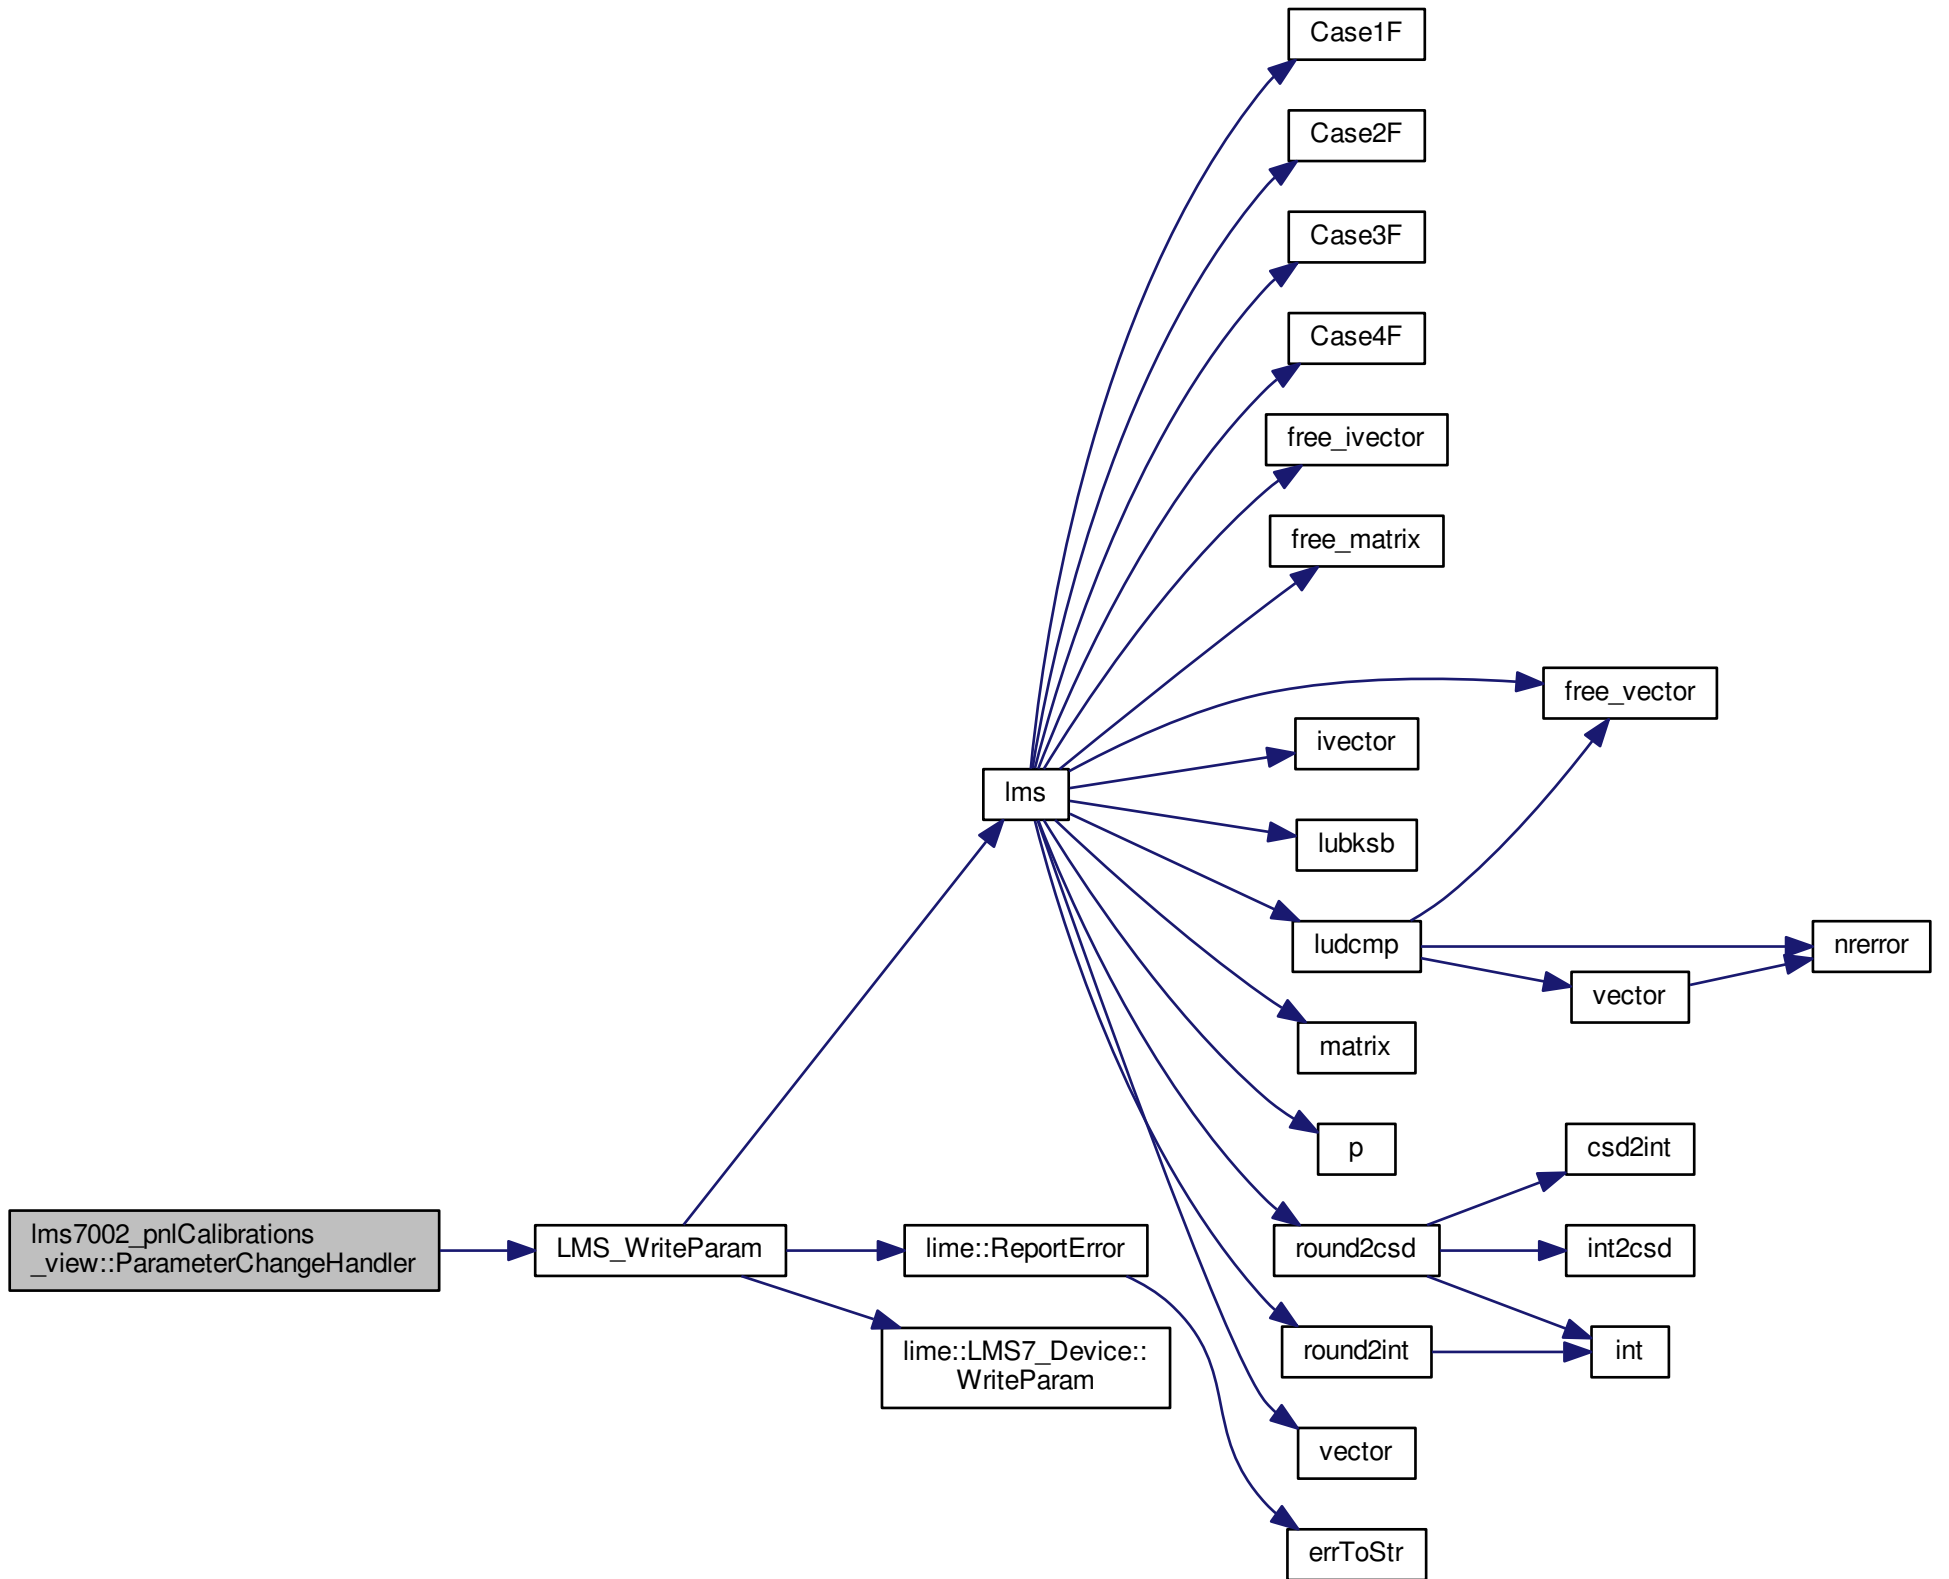 Case1F
Case2F
Case3F
Case4F
free_ivector
free_matrix
free_vector
ivector
lms
lubksb
ludcmp
nrerror
vector
matrix
p
csd2int
lms7002_pnlCalibrations
_view::ParameterChangeHandler
LMS_WriteParam
lime::ReportError
round2csd
int2csd
lime::LMS7_Device::
WriteParam
round2int
int
vector
errToStr